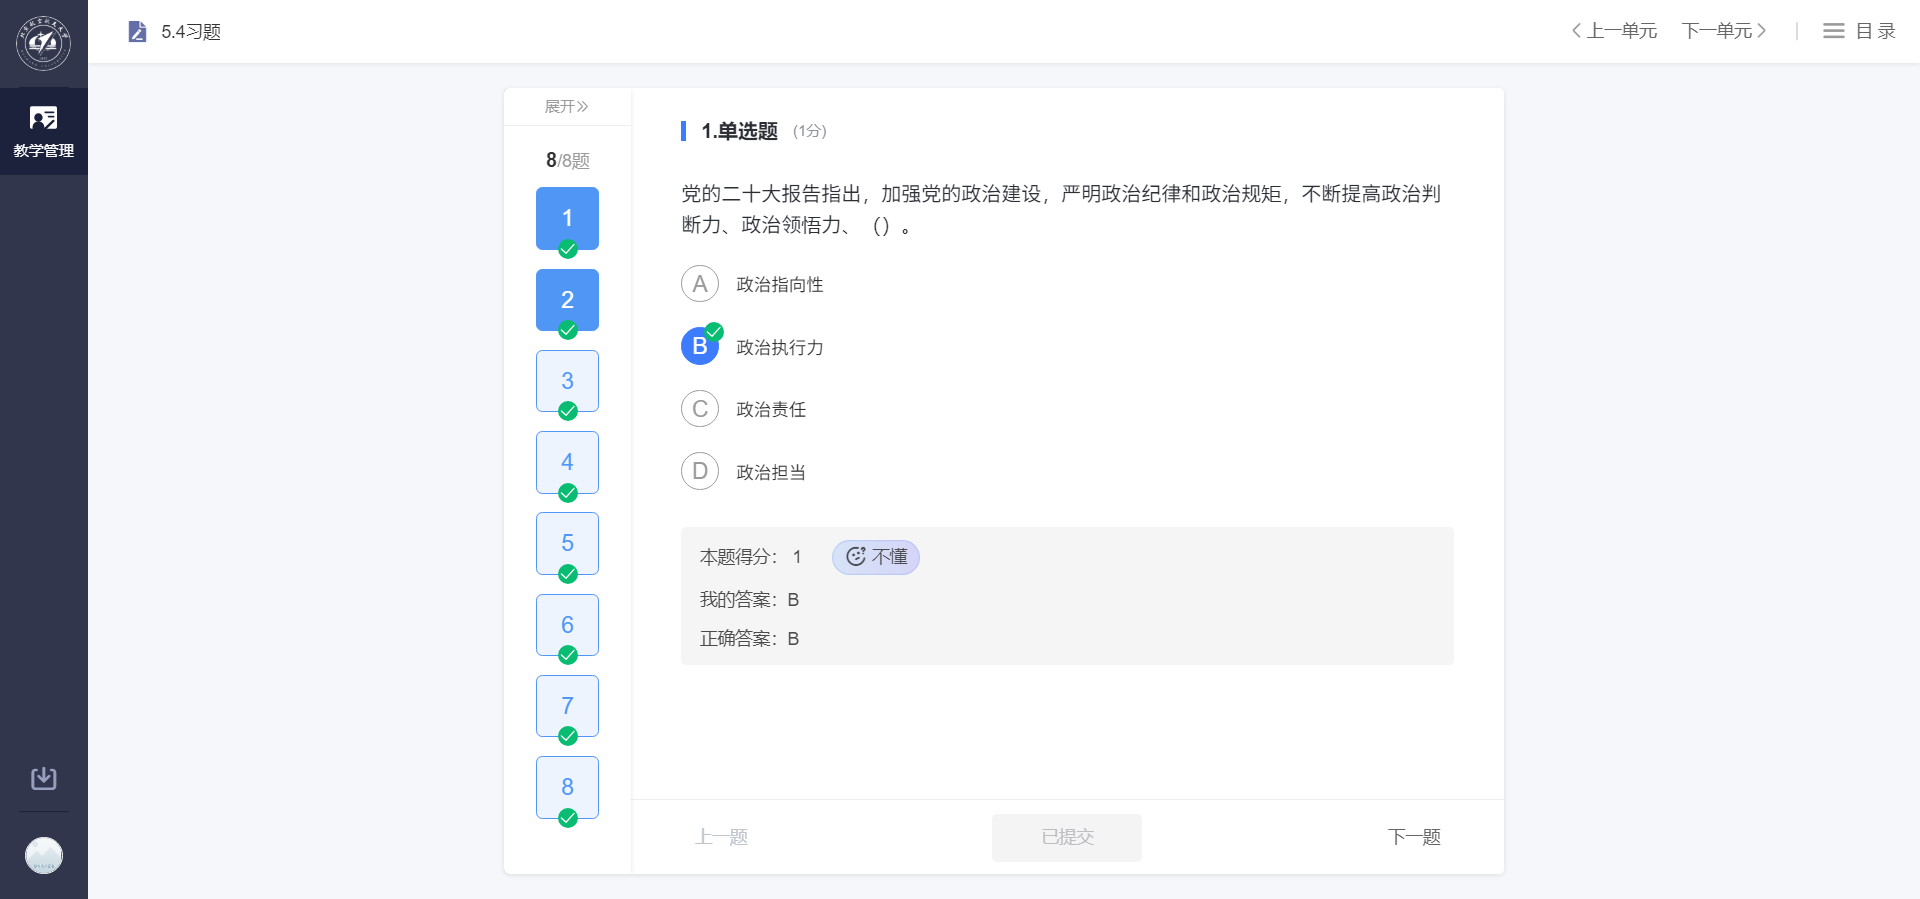 5.4习题
上一单元
下一单元
目录
教学管理
展开
8/8题
1
2
3
4
5
6
7
8
1.单选题 (1分)
党的二十大报告指出，加强党的政治建设，严明政治纪律和政治规矩，不断提高政治判
断力、政治领悟力、（）。
A 政治指向性
B 政治执行力
C 政治责任
D 政治担当
本题得分： 1 不懂
我的答案：B
正确答案：B
上一题
已提交
下一题